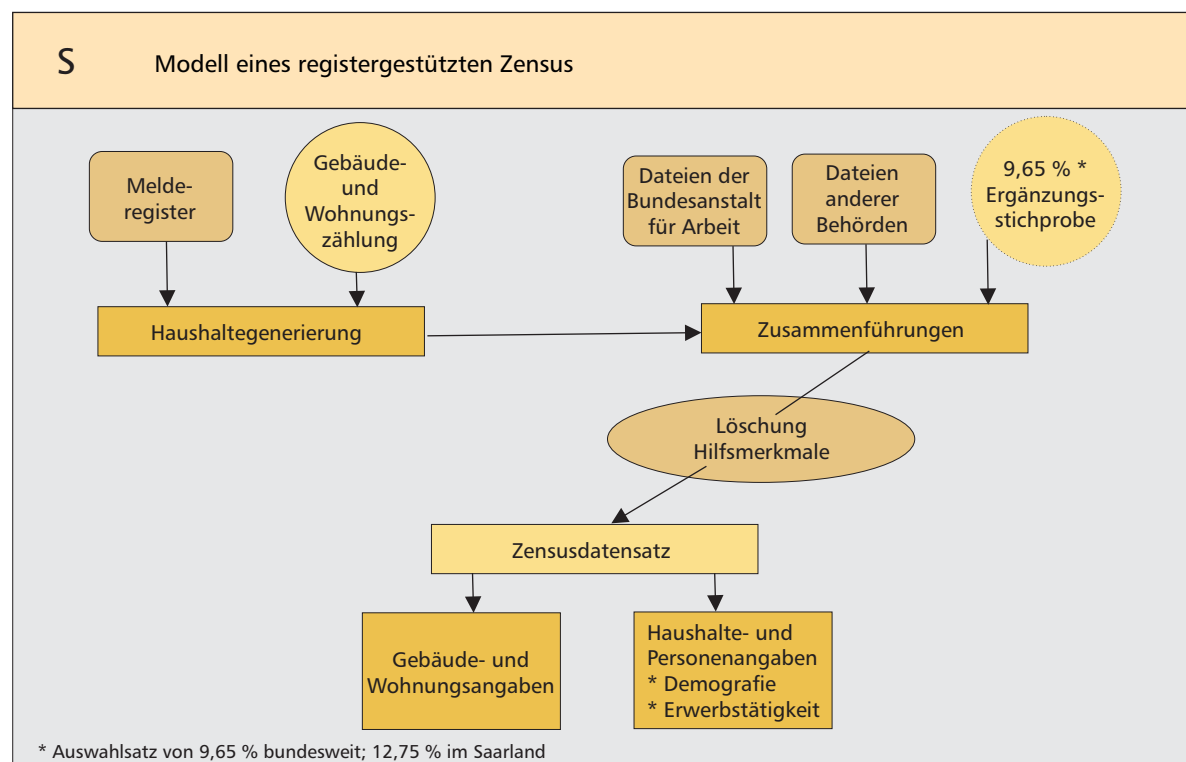 S
Modell eines registergestützten Zensus
Melde-
register
Gebäude-
und
Wohnungs-
zählung
Dateien der
Bundesanstalt
für Arbeit
Dateien
anderer
Behörden
9,65 % *
Ergänzungs-
stichprobe
Haushaltegenerierung
Zusammenführungen
Löschung
Hilfsmerkmale
Zensusdatensatz
Gebäude- und
Wohnungsangaben
Haushalte- und
Personenangaben
* Demografie
* Erwerbstätigkeit
* Auswahlsatz von 9,65 % bundesweit; 12,75 % im Saarland